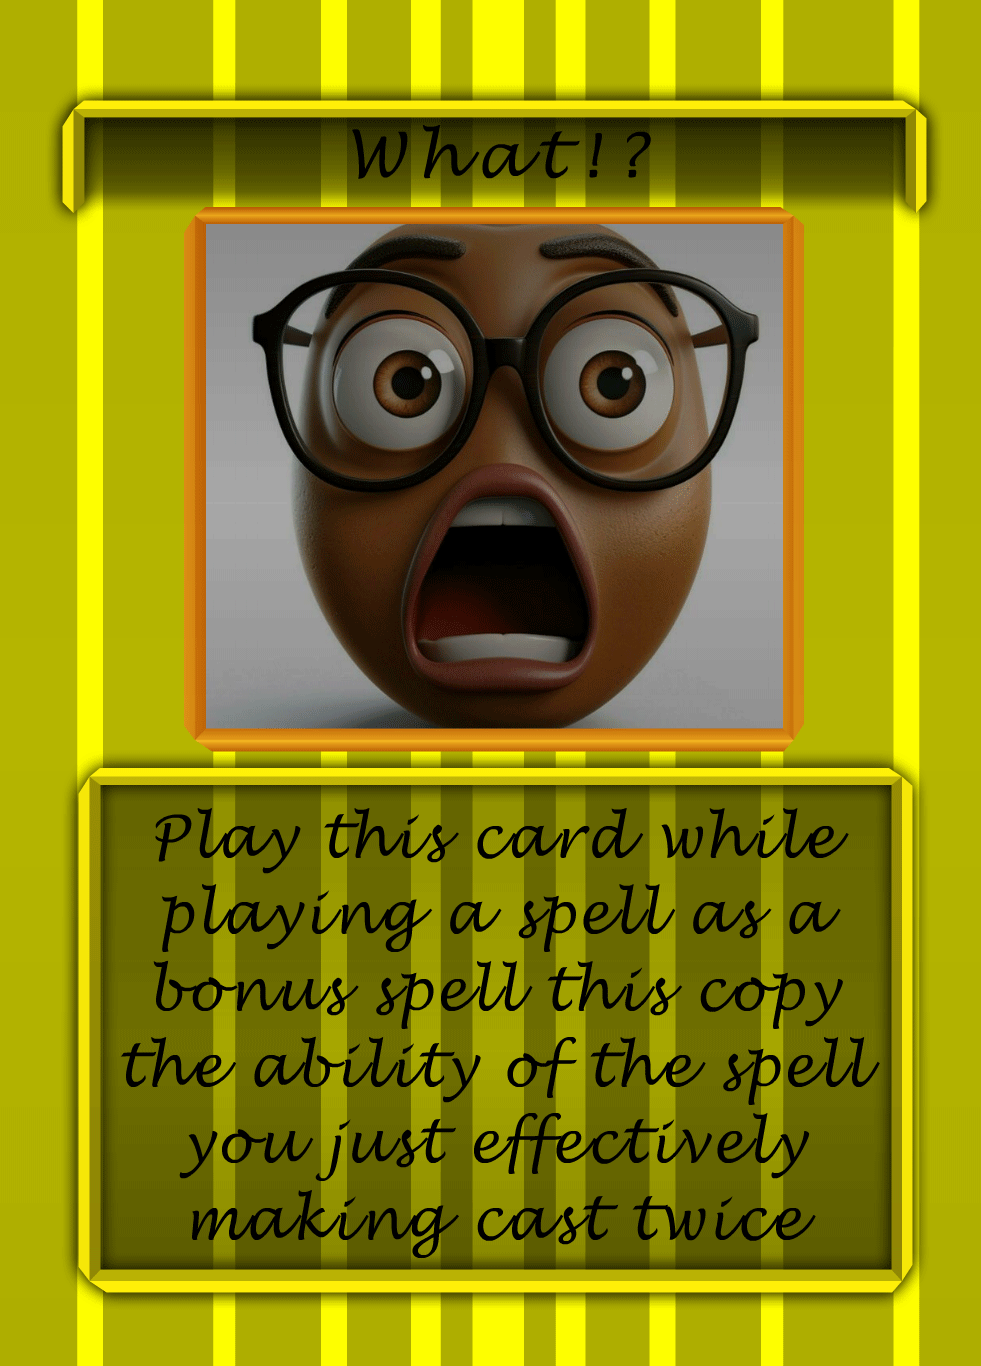 What!?
Play this card while
playing a spell as a
bonus spell this copy
the ability of the spell
you just effectively
making cast twice